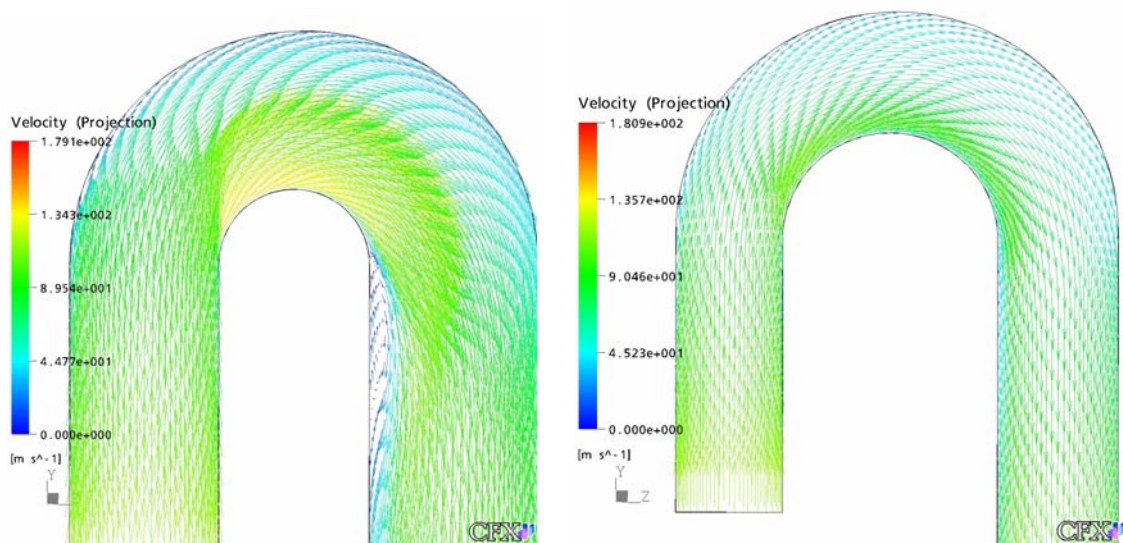 Velocity (Projection)
1.791e+002
1.343e+002
8.954e+001
4.477e+001
0.000e+000
[m s^-1]
Y
CFX
Velocity (Projection)
1.809e+002
1.357e+002
9.046e+001
4.523e+001
0.000e+000
[m s^-1]
Y
Z
CFX